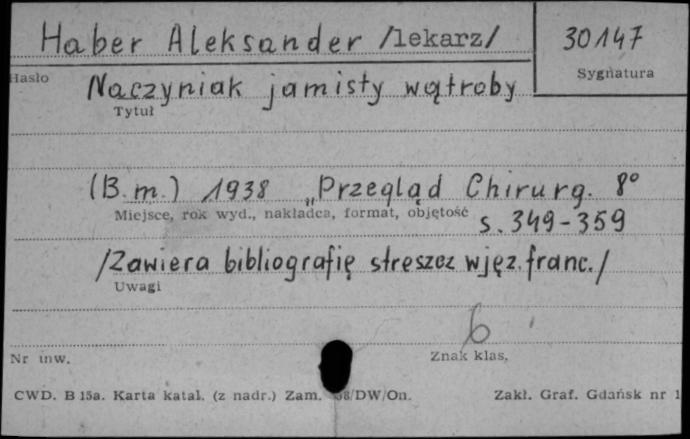 Haber Aleksander /lekarz/ 30147
Hasło Sygnatura
Naczyniak jamisty wątroby
Tytuł
(B.m.) 1938 „Przegląd Chirurg. 8°
Miejsce, rok wyd., nakładca, format, objętość s. 349-359
/Zawiera bibliografię streszcz w jęz. franc./
Uwagi
6
Nr inw. Znak klas.
CWD. B 15a. Karta katal. (z nadr.) Zam. 58/DW/On. Zakł. Graf. Gdańsk nr 1